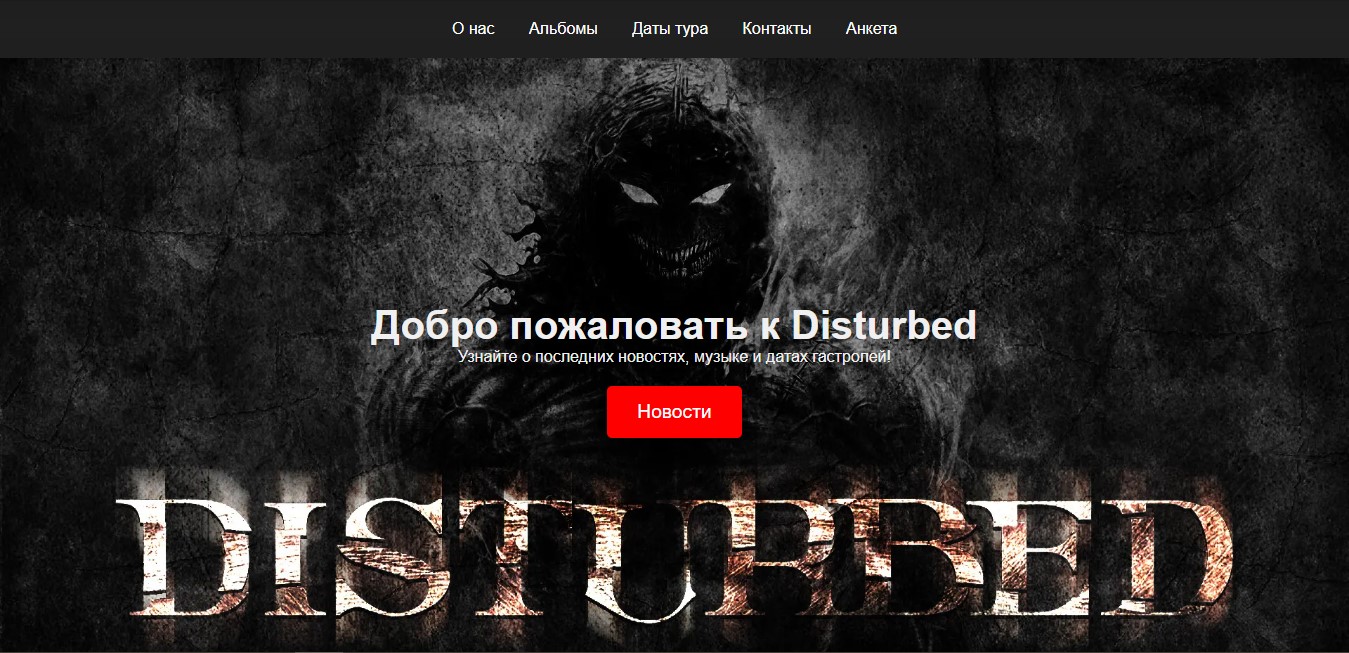 О нас Альбомы Даты тура Контакты Анкета
Добро пожаловать к Disturbed
Узнайте о последних новостях, музыке и датах гастролей!
Новости
DISTURBED